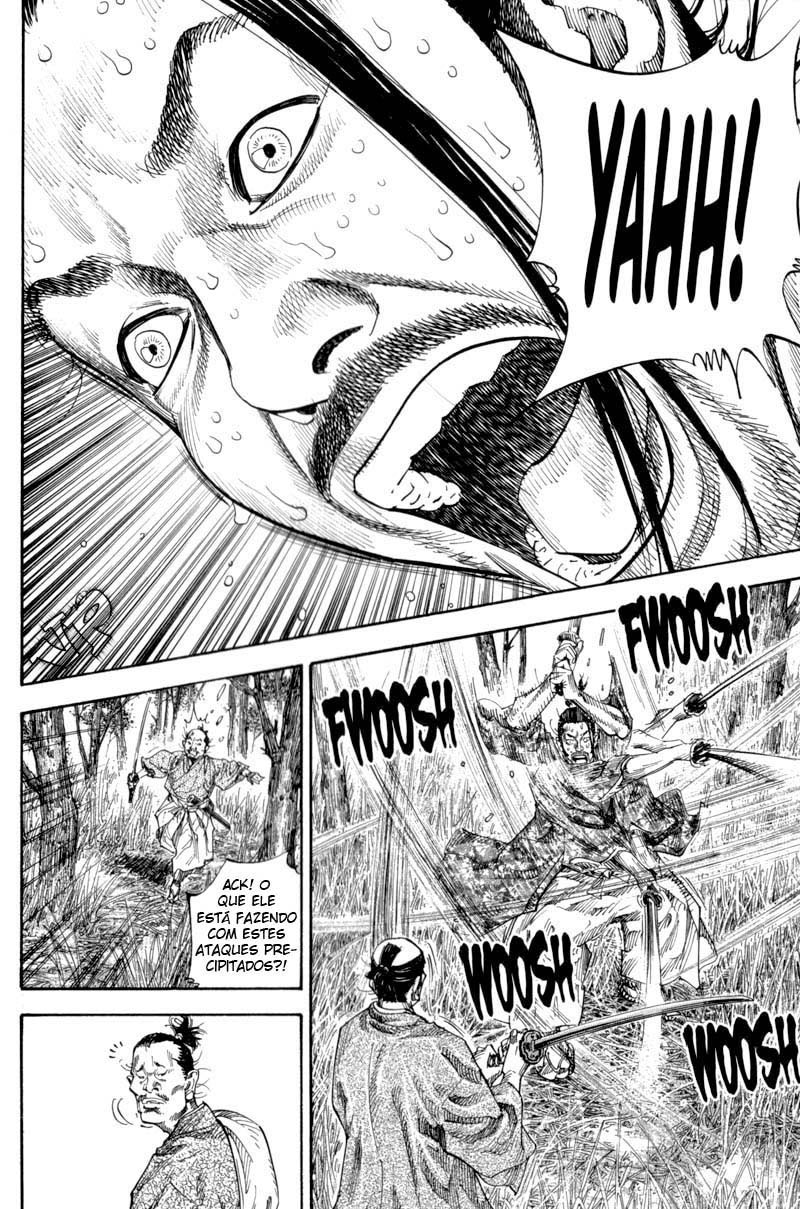 YAHH!
FWOOSH
FWOOSH
WOOSH
WOOSH
ACK! O
QUE ELE
ESTÁ FAZENDO
COM ESTES
ATAQUES PRE-
CIPITADOS?!